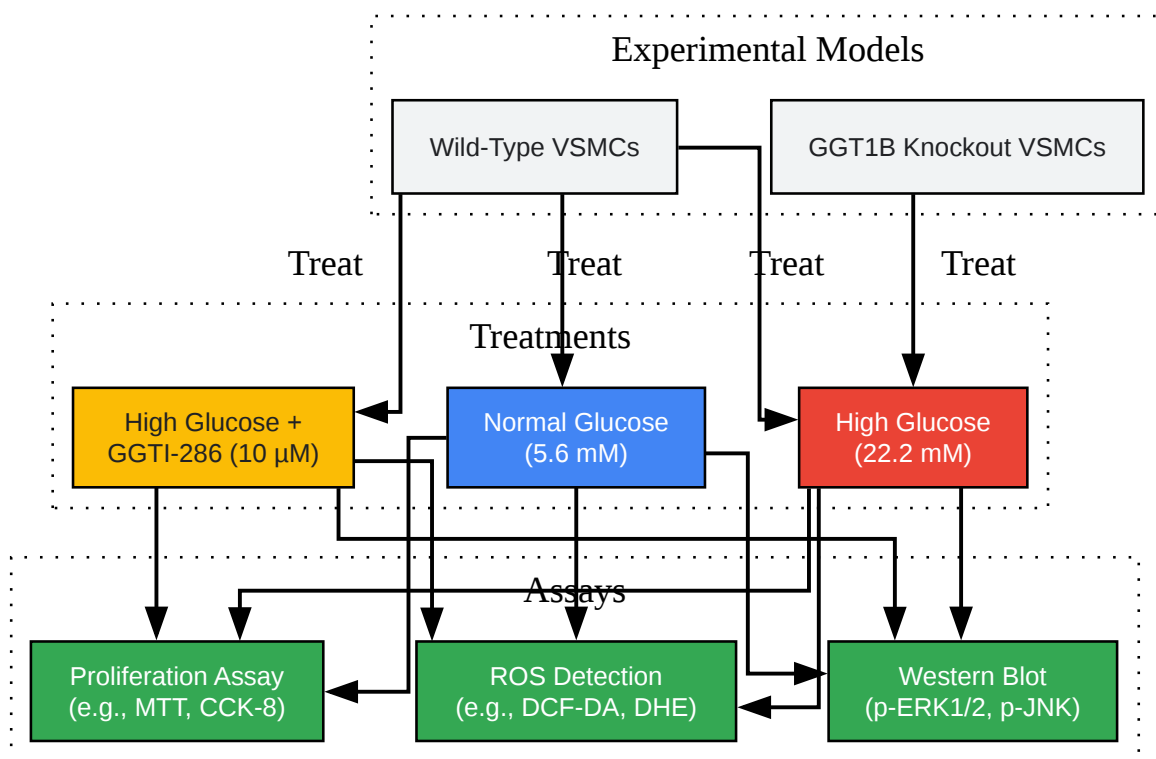 Experimental Models
Wild-Type VSMCs
GGT1B Knockout VSMCs
Treat
Treat
Treat
Treat
Treatments
High Glucose +
GGTI-286 (10 µM)
Normal Glucose
(5.6 mM)
High Glucose
(22.2 mM)
Assays
Proliferation Assay
(e.g., MTT, CCK-8)
ROS Detection
(e.g., DCF-DA, DHE)
Western Blot
(p-ERK1/2, p-JNK)